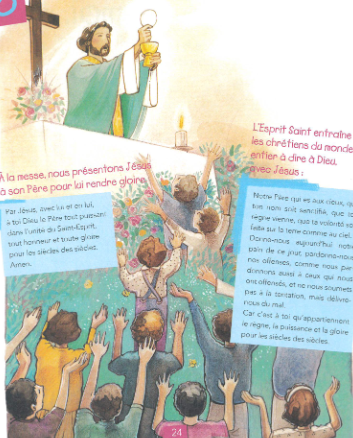 À la messe, nous présentons Jésus
à son Père pour lui rendre gloire
Par Jésus, avec lui et en lui,
à toi Dieu le Père tout puissant
dans l'unité du Saint-Esprit,
tout honneur et toute gloire
pour les siècles des siècles.
Amen.
L'Esprit Saint entraîne
les chrétiens du monde
entier à dire à Dieu,
avec Jésus :
Notre Père qui es aux cieux, que
ton nom soit sanctifié, que
règne vienne, que ta volonté
faite sur la terre comme au ciel.
Donne-nous aujourd'hui notre
pain de ce jour, pardonne-nous
nos offenses, comme nous par-
donnons aussi à ceux qui nous
ont offensés, et ne nous soumets
pas à la tentation, mais délivre-
nous du mal.
Car c'est à toi qu'appartiennent
le règne, la puissance et la gloire
pour les siècles des siècles.
24